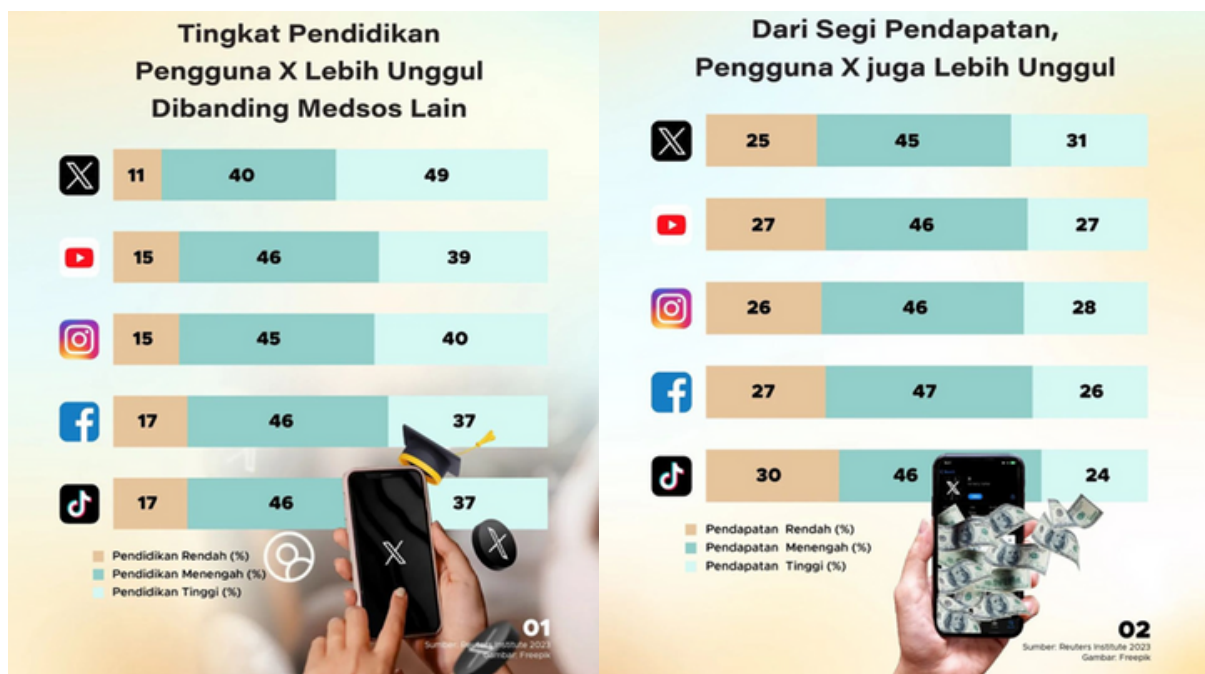 Tingkat Pendidikan
Pengguna X Lebih Unggul
Dibanding Medsos Lain
11 40 49
15 46 39
15 45 40
17 46 37
17 46 37
Pendidikan Rendah (%)
Pendidikan Menengah (%)
Pendidikan Tinggi (%)
01
Sumber: Reuters Institute 2023
Gambar: Freepik
Dari Segi Pendapatan,
Pengguna X juga Lebih Unggul
25 45 31
27 46 27
26 46 28
27 47 26
30 46 24
Pendapatan Rendah (%)
Pendapatan Menengah (%)
Pendapatan Tinggi (%)
02
Sumber: Reuters Institute 2023
Gambar: Freepik